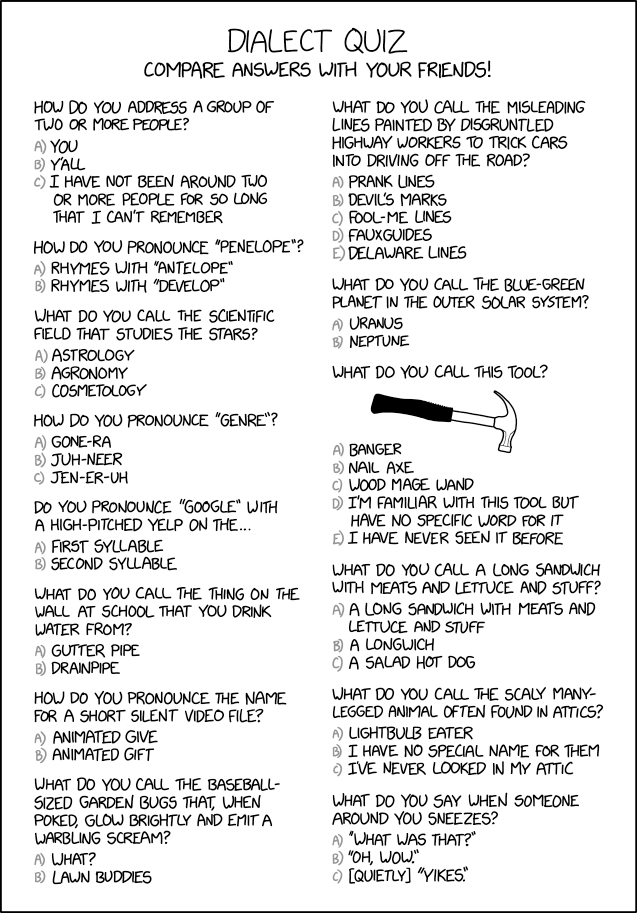 DIALECT QUIZ
COMPARE ANSWERS WITH YOUR FRIENDS!
HOW DO YOU ADDRESS A GROUP OF
TWO OR MORE PEOPLE?
A) YOU
B) Y'ALL
C) I HAVE NOT BEEN AROUND TWO
OR MORE PEOPLE FOR SO LONG
THAT I CAN'T REMEMBER
HOW DO YOU PRONOUNCE "PENELOPE"?
A) RHYMES WITH "ANTELOPE"
B) RHYMES WITH "DEVELOP"
WHAT DO YOU CALL THE SCIENTIFIC
FIELD THAT STUDIES THE STARS?
A) ASTROLOGY
B) AGRONOMY
C) COSMETOLOGY
HOW DO YOU PRONOUNCE "GENRE"?
A) GONE-RA
B) JUH-NEER
C) JEN-ER-UH
DO YOU PRONOUNCE "GOOGLE" WITH
A HIGH-PITCHED YELP ON THE...
A) FIRST SYLLABLE
B) SECOND SYLLABLE
WHAT DO YOU CALL THE THING ON THE
WALL AT SCHOOL THAT YOU DRINK
WATER FROM?
A) GUTTER PIPE
B) DRAINPIPE
HOW DO YOU PRONOUNCE THE NAME
FOR A SHORT SILENT VIDEO FILE?
A) ANIMATED GIVE
B) ANIMATED GIFT
WHAT DO YOU CALL THE BASEBALL-
SIZED GARDEN BUGS THAT, WHEN
POKED, GLOW BRIGHTLY AND EMIT A
WARBLING SCREAM?
A) WHAT?
B) LAWN BUDDIES
WHAT DO YOU CALL THE MISLEADING
LINES PAINTED BY DISGRUNTLED
HIGHWAY WORKERS TO TRICK CARS
INTO DRIVING OFF THE ROAD?
A) PRANK LINES
B) DEVIL'S MARKS
C) FOOL-ME LINES
D) FAUXGUIDES
E) DELAWARE LINES
WHAT DO YOU CALL THE BLUE-GREEN
PLANET IN THE OUTER SOLAR SYSTEM?
A) URANUS
B) NEPTUNE
WHAT DO YOU CALL THIS TOOL?
A) BANGER
B) NAIL AXE
C) WOOD MAGE WAND
D) I'M FAMILIAR WITH THIS TOOL BUT
HAVE NO SPECIFIC WORD FOR IT
E) I HAVE NEVER SEEN IT BEFORE
WHAT DO YOU CALL A LONG SANDWICH
WITH MEATS AND LETTUCE AND STUFF?
A) A LONG SANDWICH WITH MEATS AND
LETTUCE AND STUFF
B) A LONGWICH
C) A SALAD HOT DOG
WHAT DO YOU CALL THE SCALY MANY-
LEGGED ANIMAL OFTEN FOUND IN ATTICS?
A) LIGHTBULB EATER
B) I HAVE NO SPECIAL NAME FOR THEM
C) I'VE NEVER LOOKED IN MY ATTIC
WHAT DO YOU SAY WHEN SOMEONE
AROUND YOU SNEEZES?
A) "WHAT WAS THAT?"
B) "OH, WOW."
C) [QUIETLY] "YIKES."